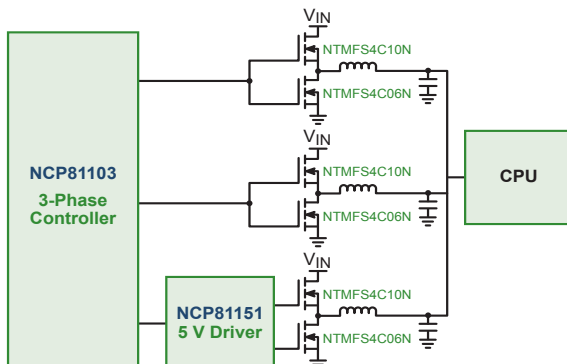 VIN
NTMFS4C10N
NTMFS4C06N
NCP81103
3-Phase
Controller
VIN
NTMFS4C10N
NTMFS4C06N
CPU
VIN
NCP81151
5 V Driver
NTMFS4C10N
NTMFS4C06N